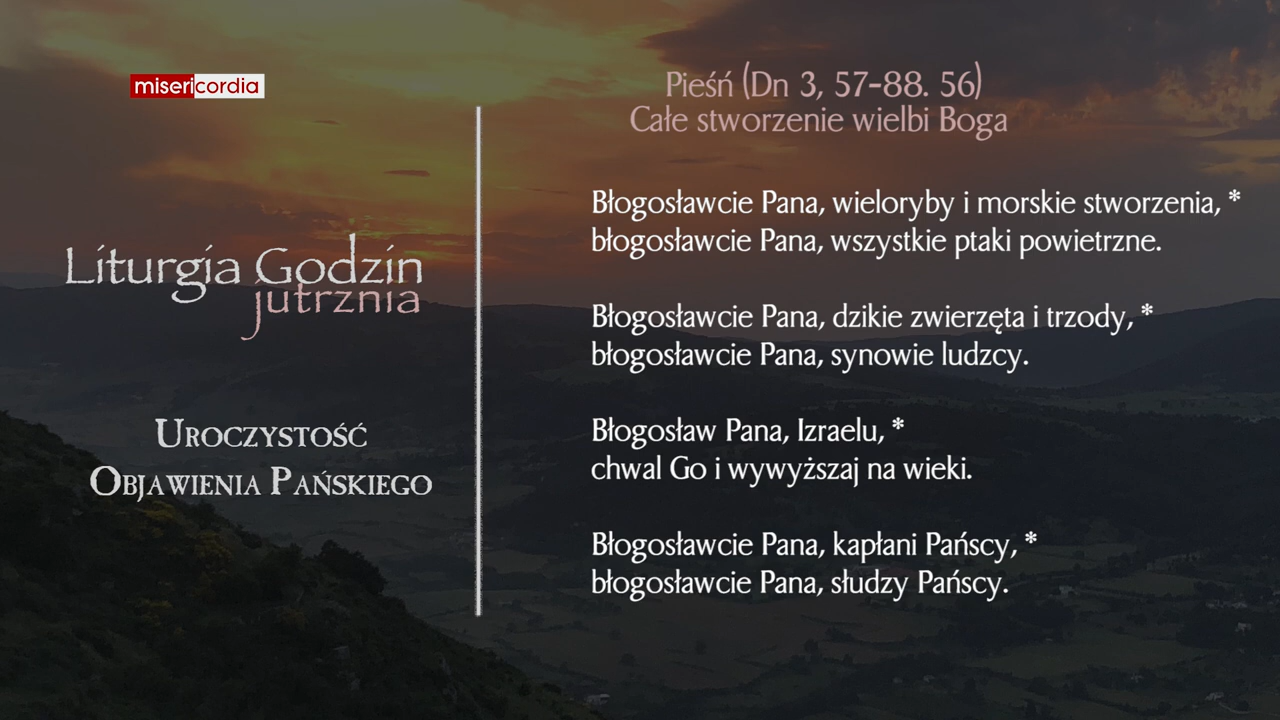 misericordia
Liturgia Godzin
jutrznia
Uroczystość
Objawienia Pańskiego
Pieśń (Dn 3, 57-88. 56)
Całe stworzenie wielbi Boga
Błogosławcie Pana, wieloryby i morskie stworzenia, *
błogosławcie Pana, wszystkie ptaki powietrzne.
Błogosławcie Pana, dzikie zwierzęta i trzody, *
błogosławcie Pana, synowie ludzcy.
Błogosław Pana, Izraelu, *
chwal Go i wywyższaj na wieki.
Błogosławcie Pana, kapłani Pańscy, *
błogosławcie Pana, słudzy Pańscy.